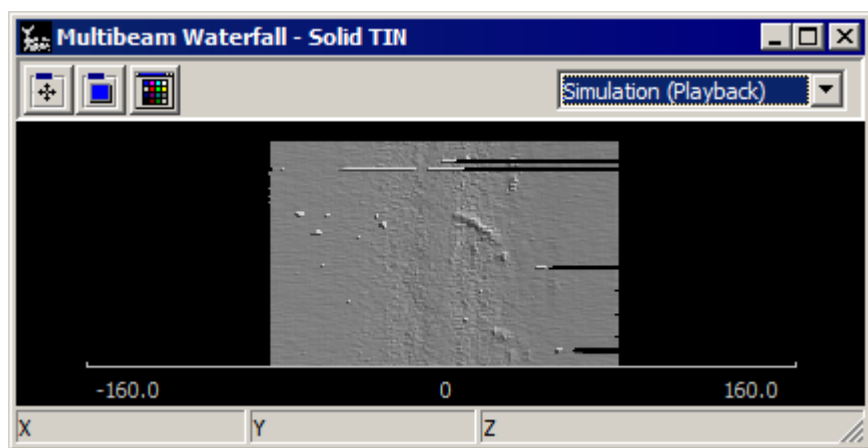 Multibeam Waterfall - Solid TIN
Simulation (Playback)
-160.0 0 160.0
X Y Z